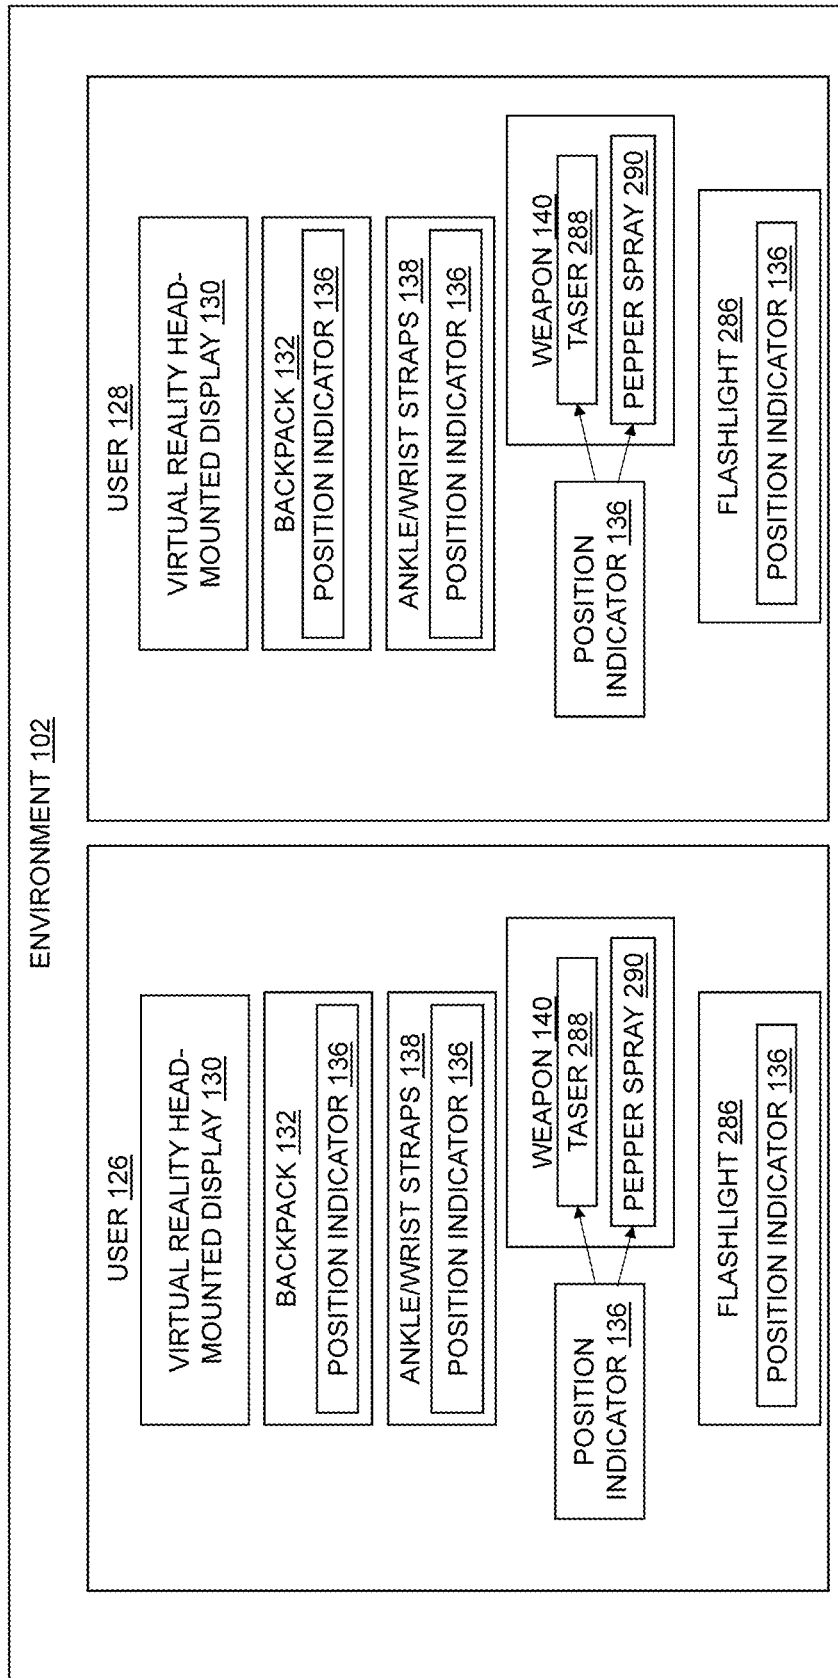 ENVIRONMENT 102
USER 126
VIRTUAL REALITY HEAD-
MOUNTED DISPLAY 130
BACKPACK 132
POSITION INDICATOR 136
ANKLE/WRIST STRAPS 138
POSITION INDICATOR 136
POSITION
INDICATOR 136
WEAPON 140
TASER 288
PEPPER SPRAY 290
FLASHLIGHT 286
POSITION INDICATOR 136
USER 128
VIRTUAL REALITY HEAD-
MOUNTED DISPLAY 130
BACKPACK 132
POSITION INDICATOR 136
ANKLE/WRIST STRAPS 138
POSITION INDICATOR 136
POSITION
INDICATOR 136
WEAPON 140
TASER 288
PEPPER SPRAY 290
FLASHLIGHT 286
POSITION INDICATOR 136